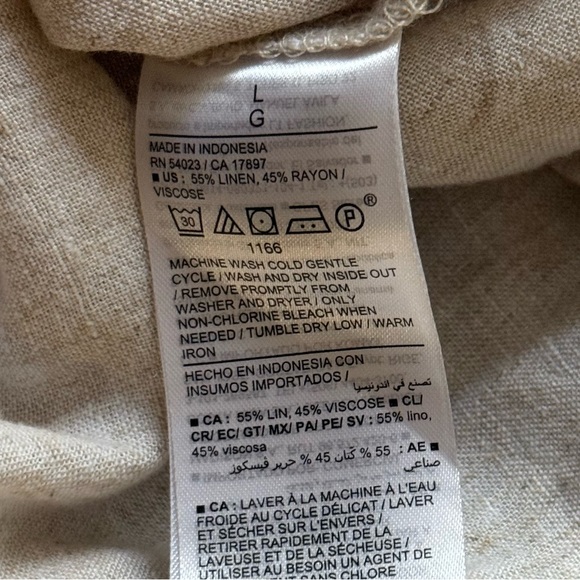 L
G
MADE IN INDONESIA
RN 54023 / CA 17897
■ US : 55% LINEN, 45% RAYON /
VISCOSE
30 P ®
1166
MACHINE WASH COLD GENTLE
CYCLE / WASH AND DRY INSIDE OUT
/ REMOVE PROMPTLY FROM
WASHER AND DRYER / ONLY
NON-CHLORINE BLEACH WHEN
NEEDED / TUMBLE DRY LOW / WARM
IRON
HECHO EN INDONESIA CON
INSUMOS IMPORTADOS / تصنع في اندونيسيا
■ CA : 55% LIN, 45% VISCOSE ■ CL/
CR/ EC/ GT/ MX/ PA/ PE/ SV : 55% lino,
45% viscosa
■ AE : 55 % كتان 45 % حرير فيسكوز
صناعي
■ CA : LAVER À LA MACHINE À L'EAU
FROIDE AU CYCLE DÉLICAT / LAVER
ET SÉCHER SUR L'ENVERS /
RETIRER RAPIDEMENT DE LA
LAVEUSE ET DE LA SÉCHEUSE /
UTILISER AU BESOIN UN AGENT DE
SANS CHLORE